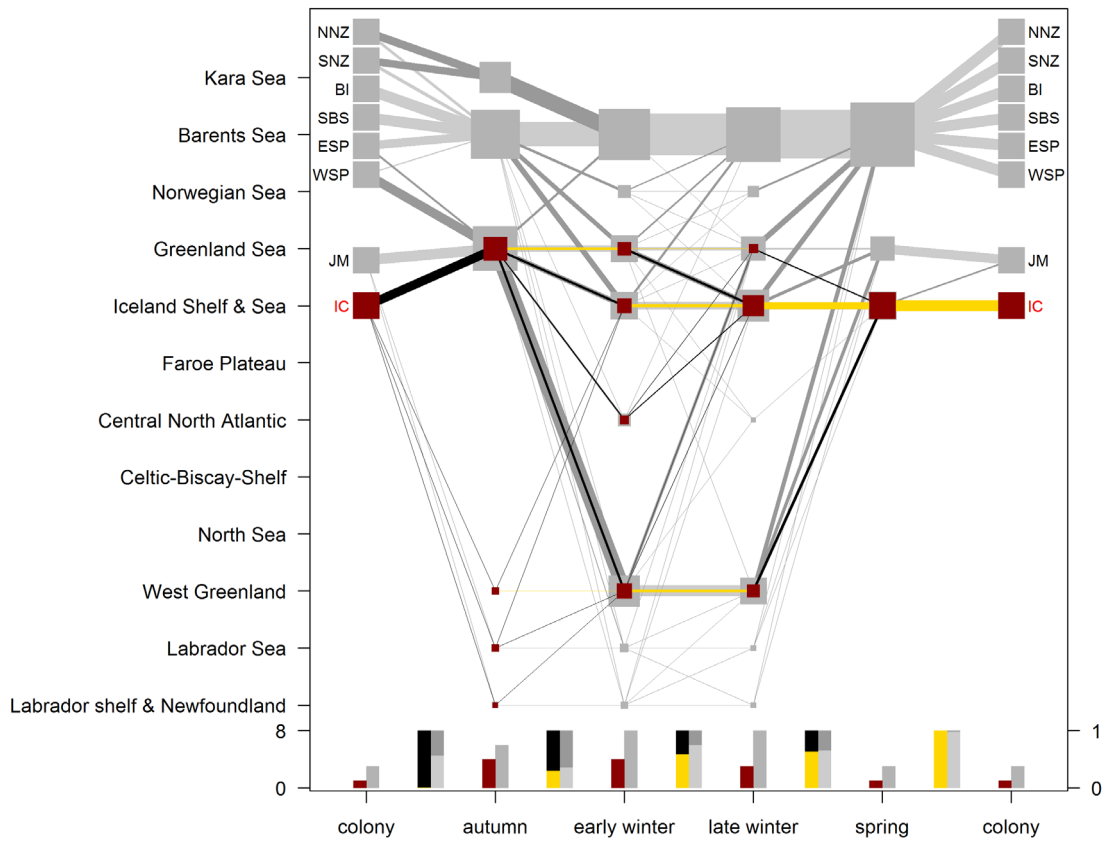 NNZ NNZ
SNZ SNZ
Kara Sea
BI BI
SBS SBS
Barents Sea
ESP ESP
WSP WSP
Norwegian Sea
Greenland Sea
JM JM
Iceland Shelf & Sea IC IC
Faroe Plateau
Central North Atlantic
Celtic-Biscay-Shelf
North Sea
West Greenland
Labrador Sea
Labrador shelf & Newfoundland
8 1
0 0
colony autumn early winter late winter spring colony